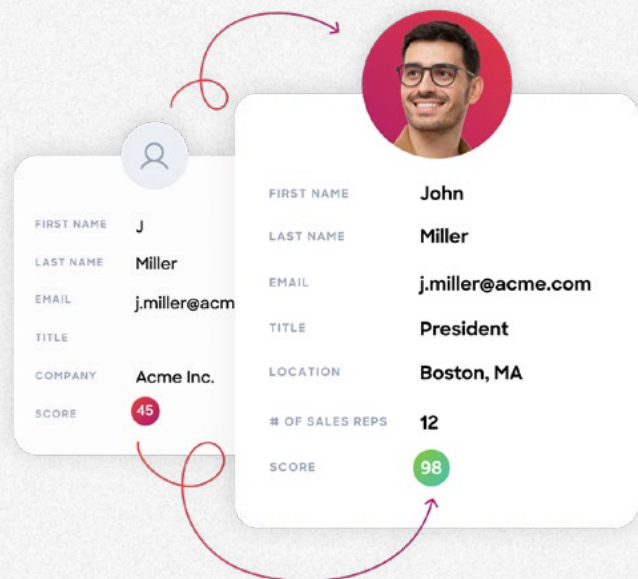 FIRST NAME J
LAST NAME Miller
EMAIL j.miller@acm
TITLE
COMPANY Acme Inc.
SCORE 45
FIRST NAME John
LAST NAME Miller
EMAIL j.miller@acme.com
TITLE President
LOCATION Boston, MA
# OF SALES REPS 12
SCORE 98